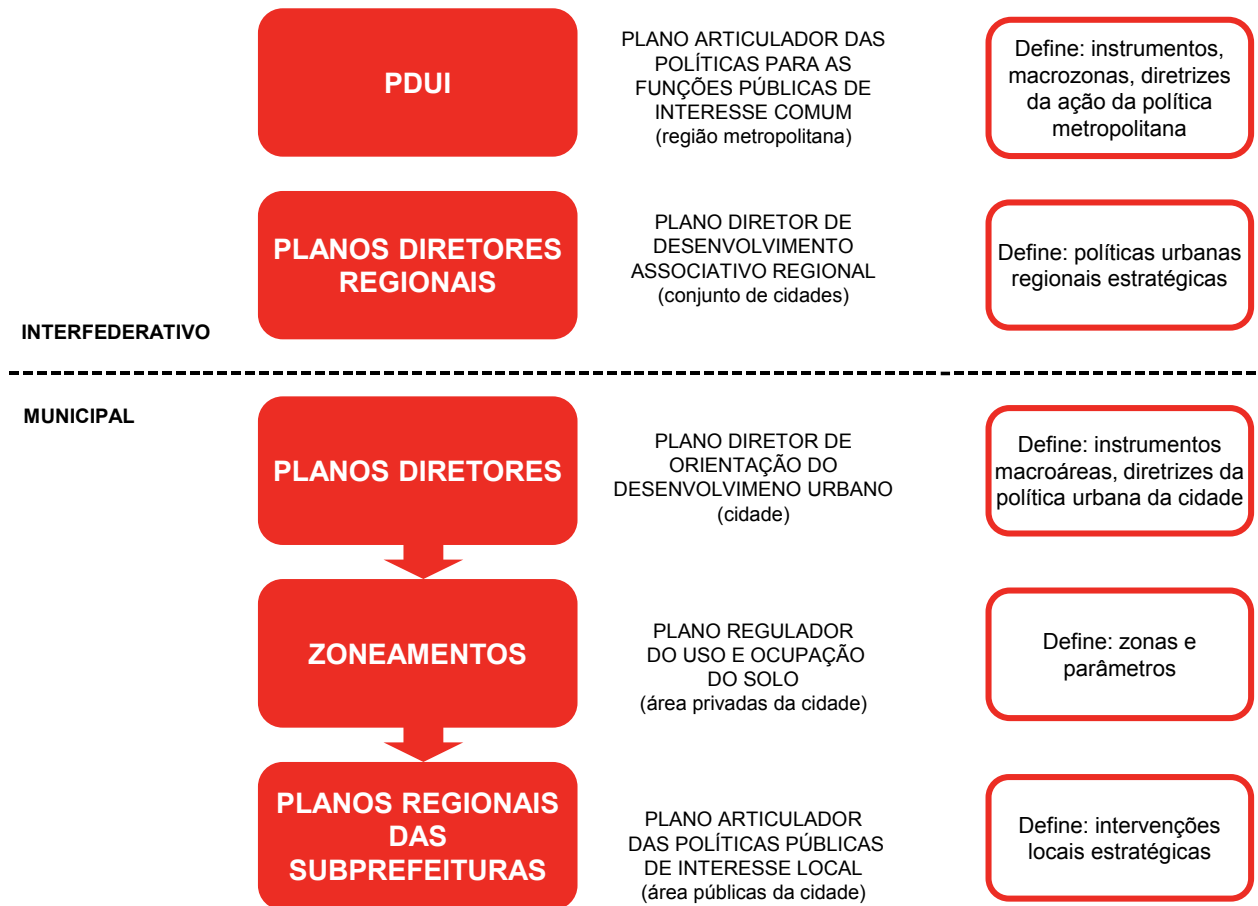 PDUI
PLANO ARTICULADOR DAS
POLÍTICAS PARA AS
FUNÇÕES PÚBLICAS DE
INTERESSE COMUM
(região metropolitana)
Define: instrumentos,
macrozonas, diretrizes
da ação da política
metropolitana
PLANOS DIRETORES
REGIONAIS
PLANO DIRETOR DE
DESENVOLVIMENTO
ASSOCIATIVO REGIONAL
(conjunto de cidades)
Define: políticas urbanas
regionais estratégicas
INTERFEDERATIVO
MUNICIPAL
PLANOS DIRETORES
PLANO DIRETOR DE
ORIENTAÇÃO DO
DESENVOLVIMENO URBANO
(cidade)
Define: instrumentos
macroáreas, diretrizes da
política urbana da cidade
ZONEAMENTOS
PLANO REGULADOR
DO USO E OCUPAÇÃO
DO SOLO
(área privadas da cidade)
Define: zonas e
parâmetros
PLANOS REGIONAIS
DAS
SUBPREFEITURAS
PLANO ARTICULADOR
DAS POLÍTICAS PÚBLICAS
DE INTERESSE LOCAL
(área públicas da cidade)
Define: intervenções
locais estratégicas